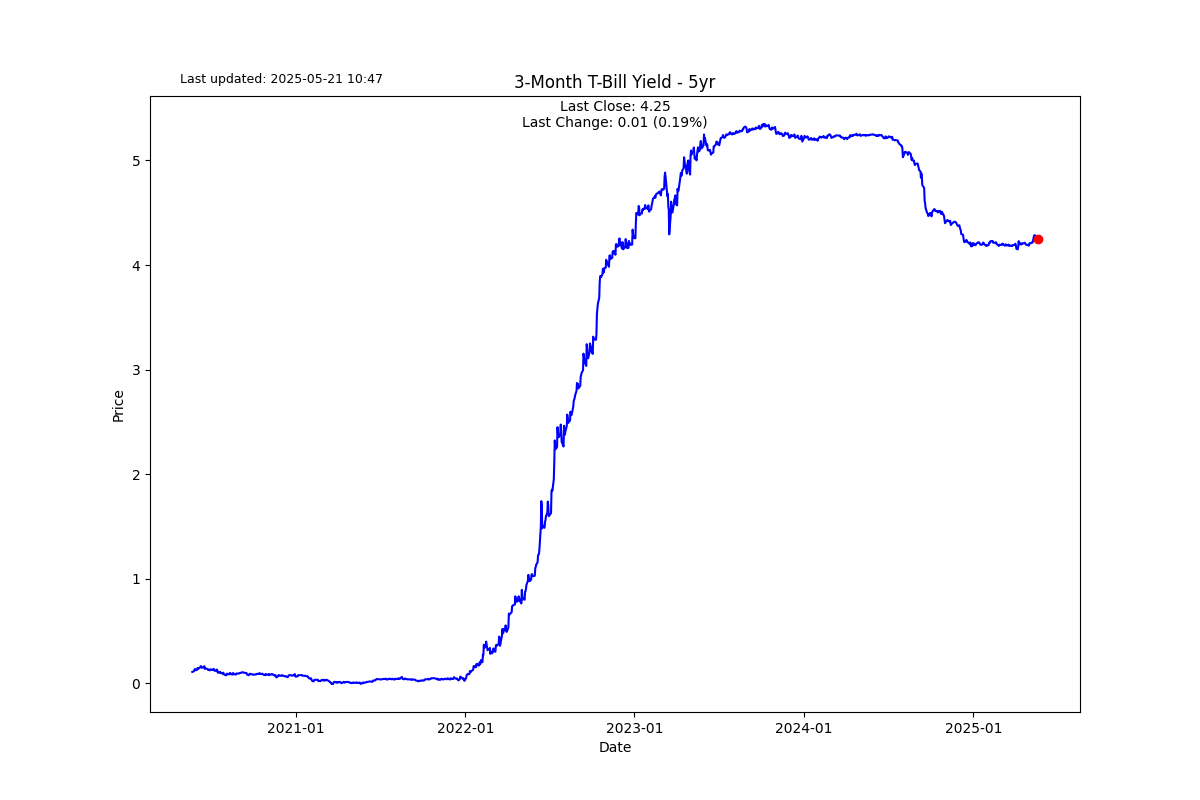 Last updated: 2025-05-21 10:47
3-Month T-Bill Yield - 5yr
Last Close: 4.25
Last Change: 0.01 (0.19%)
5
4
3
2
1
0
Price
2021-01
2022-01
2023-01
2024-01
2025-01
Date